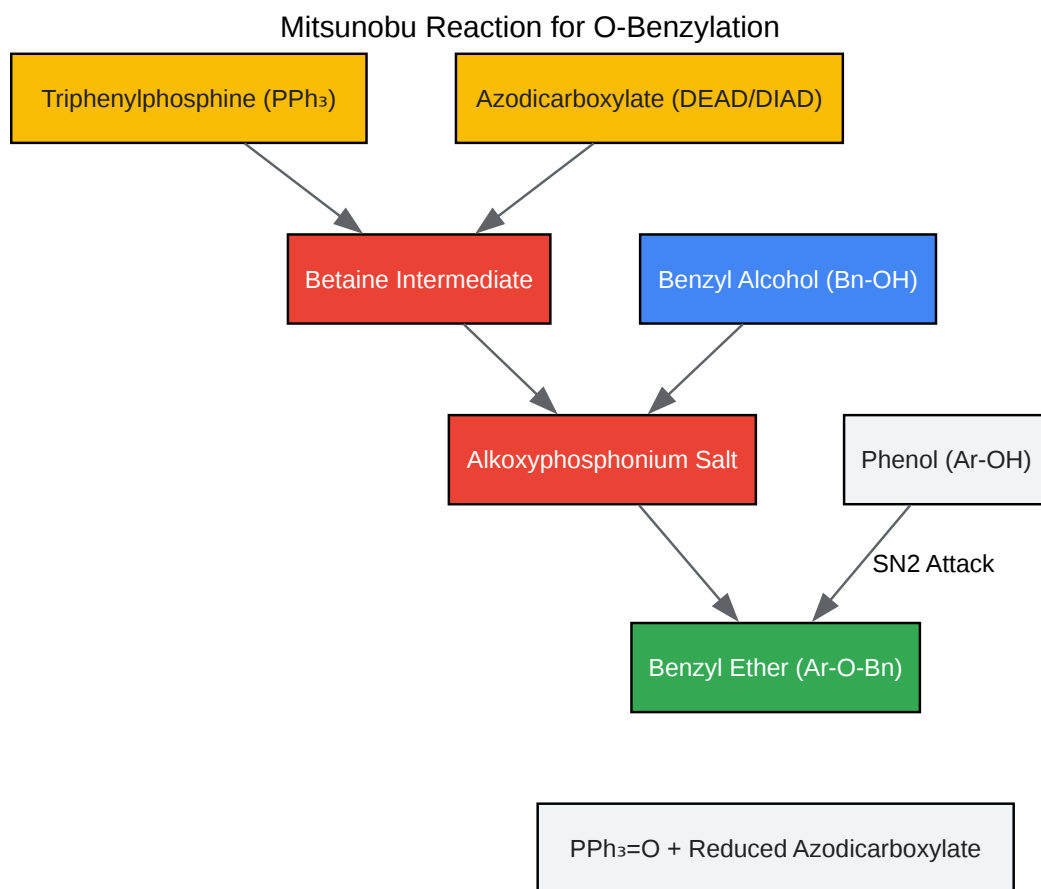 Mitsunobu Reaction for O-Benzylation
Triphenylphosphine (PPh₃)
Azodicarboxylate (DEAD/DIAD)
Betaine Intermediate
Benzyl Alcohol (Bn-OH)
Alkoxyphosphonium Salt
Phenol (Ar-OH)
SN2 Attack
Benzyl Ether (Ar-O-Bn)
PPh₃=O + Reduced Azodicarboxylate